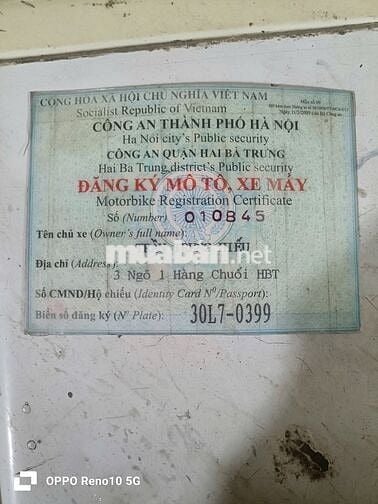 CỘNG HÒA XÃ HỘI CHỦ NGHĨA VIỆT NAM
Socialist Republic of Vietnam
CÔNG AN THÀNH PHỐ HÀ NỘI
Ha Noi city's Public security
CÔNG AN QUẬN HAI BÀ TRƯNG
Hai Ba Trung district's Public security
ĐĂNG KÝ MÔ TÔ, XE MÁY
Motorbike Registration Certificate
Số (Number) 010845
Tên chủ xe (Owner's full name):
muaban.net
Địa chỉ (Address):
3 Ngõ 1 Hàng Chuối HBT
Số CMND/Hộ chiếu (Identity Card Nº/Passport):
Biển số đăng ký (Nº Plate): 30L7-0399
OPPO Reno10 5G